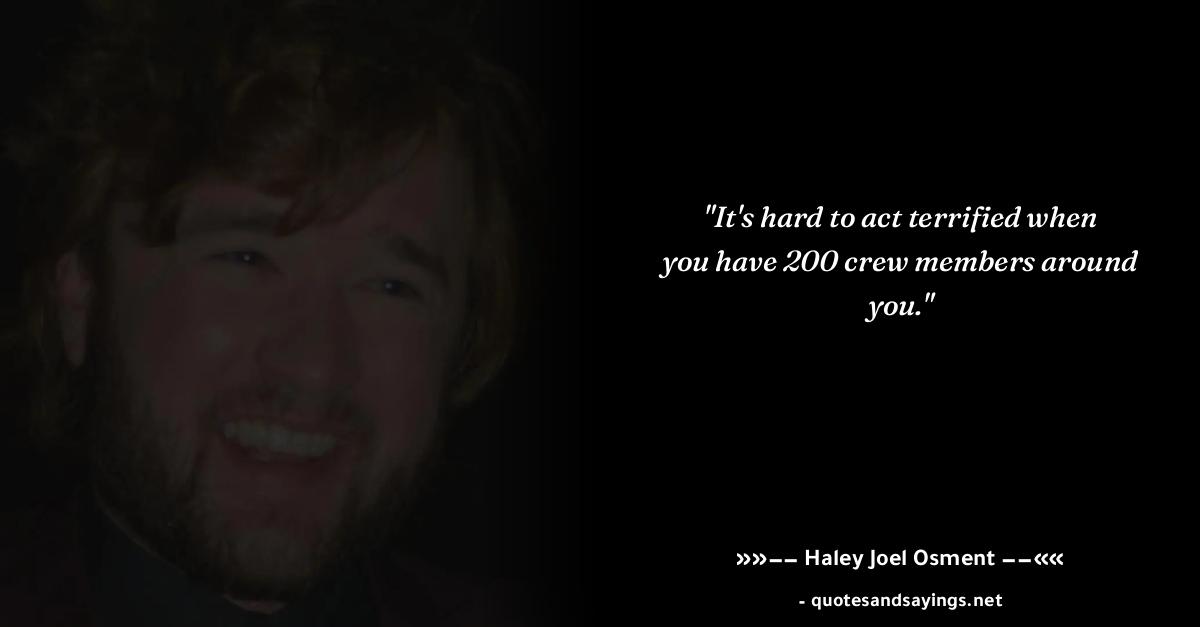 "It's hard to act terrified when
you have 200 crew members around
you."
»»−− Haley Joel Osment −−««
- quotesandsayings.net